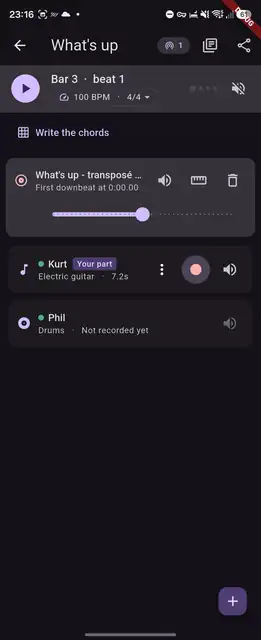 23:16
What's up
1
Bar 3 · beat 1
100 BPM · 4/4
Write the chords
What's up - transposé ...
First downbeat at 0:00.00
Kurt Your part
Electric guitar · 7.2s
Phil
Drums · Not recorded yet